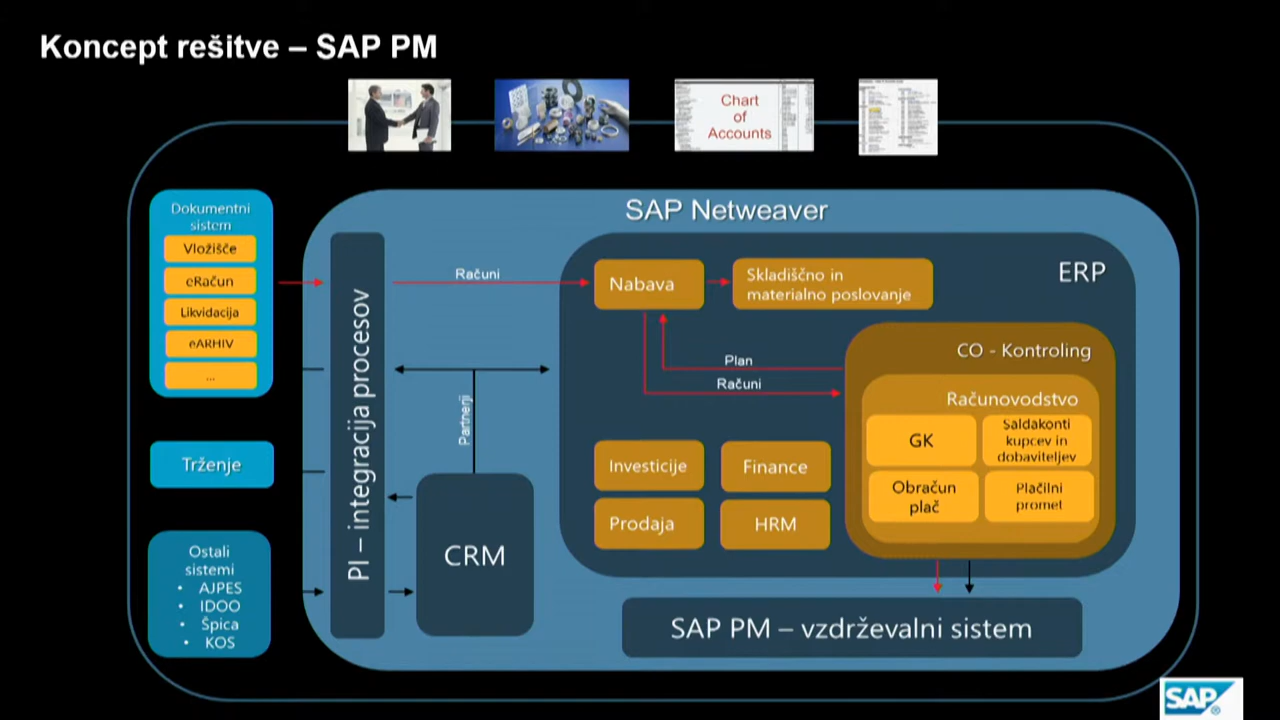 Koncept rešitve – SAP PM
Chart
of
Accounts
SAP Netweaver
Dokumentni
sistem
Vložišče
eRačun
Likvidacija
eARHIV
...
Trženje
Ostali
sistemi
• AJPES
• IDOO
• Špica
• KOS
PI – integracija procesov
Računi
Partnerji
CRM
ERP
Nabava
Skladiščno in
materialno poslovanje
Plan
Računi
CO - Kontroling
Računovodstvo
GK
Saldakonti
kupcev in
dobaviteljev
Obračun
plač
Plačilni
promet
Investicije
Finance
Prodaja
HRM
SAP PM – vzdrževalni sistem
SAP®